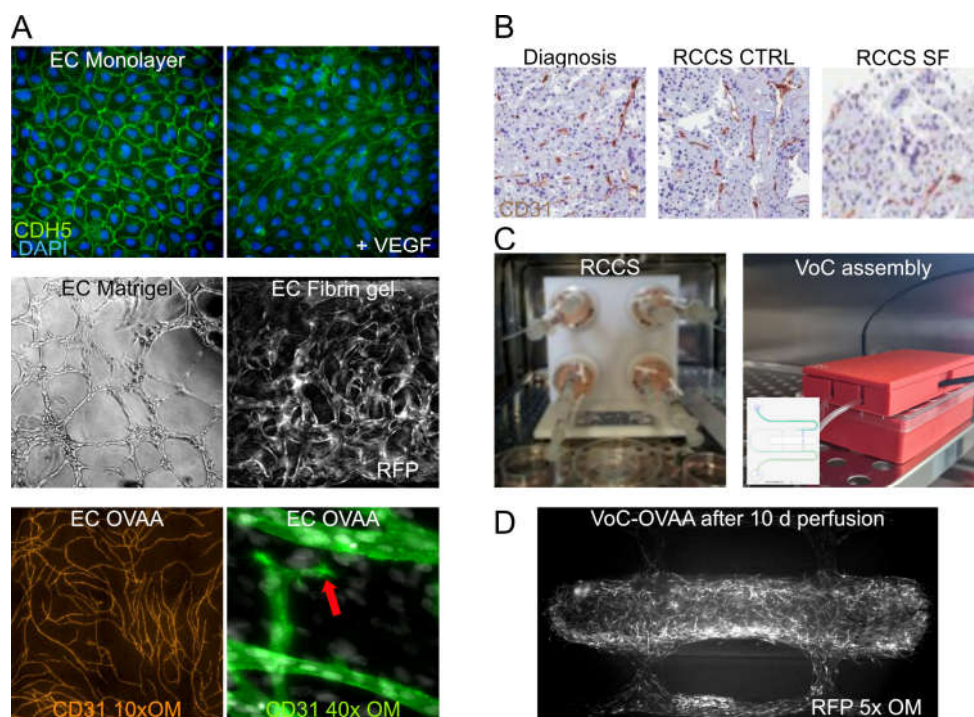 A
EC Monolayer
CDH5
DAPI
+ VEGF
EC Matrigel
EC Fibrin gel
RFP
EC OVAA
EC OVAA
CD31 10xOM
CD31 40x OM
B
Diagnosis
RCCS CTRL
RCCS SF
CD31
C
RCCS
VoC assembly
D
VoC-OVAA after 10 d perfusion
RFP 5x OM